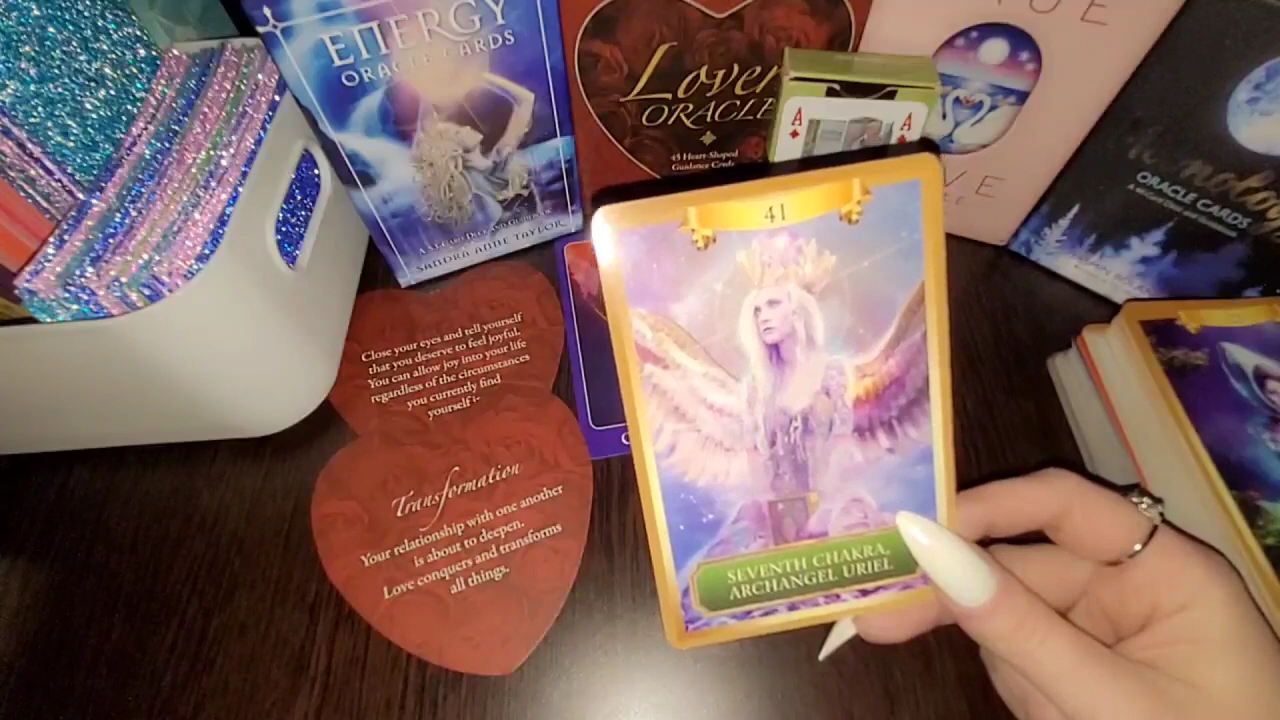 ENERGY
ORACLE CARDS
SANDRA ANNE TAYLOR
Lover
ORACLE
45 Heart-Shaped
Guidance Cards
A
A
UE
VE
ORACLE CARDS
41
SEVENTH CHAKRA,
ARCHANGEL URIEL
Close your eyes and tell yourself
that you deserve to feel joyful.
You can allow joy into your life
regardless of the circumstances
you currently find
yourself i
Transformation
Your relationship with one another
is about to deepen.
Love conquers and transforms
all things.